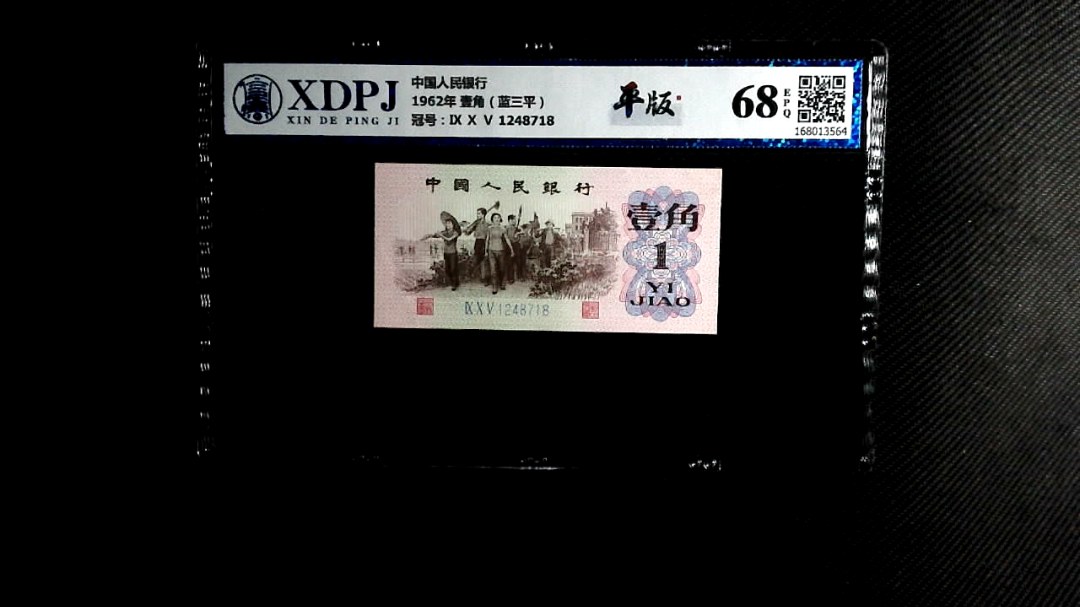 XDPJ
XIN DE PING JI
中国人民银行
1962年 壹角（蓝三平）
冠号：Ⅸ Ⅹ Ⅴ 1248718
平版
68
EPQ
168013564
中國人民銀行
壹角
1
YI
JIAO
ⅨⅩⅤ1248718